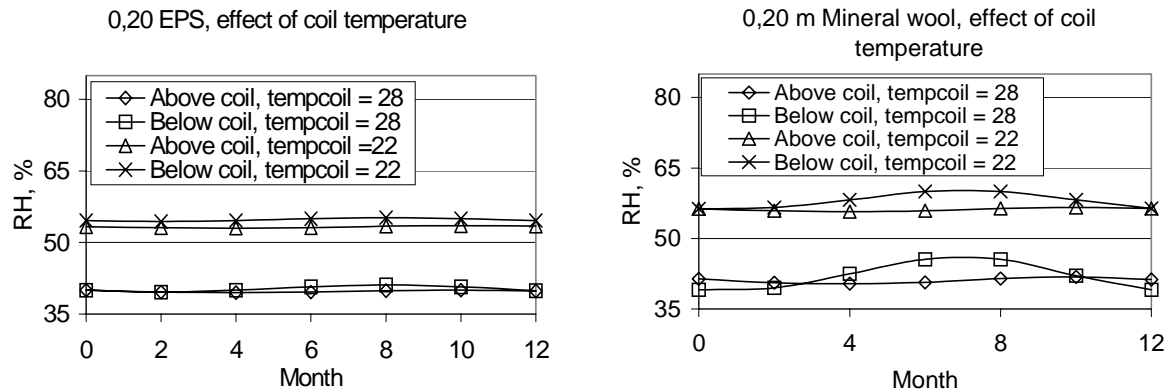 0,20 EPS, effect of coil temperature
RH, %
80
65
50
35
Above coil, tempcoil = 28
Below coil, tempcoil = 28
Above coil, tempcoil =22
Below coil, tempcoil = 22
0 2 4 6 8 10 12
Month
0,20 m Mineral wool, effect of coil
temperature
RH, %
80
65
50
35
Above coil, tempcoil = 28
Below coil, tempcoil = 28
Above coil, tempcoil = 22
Below coil, tempcoil = 22
0 4 8 12
Month